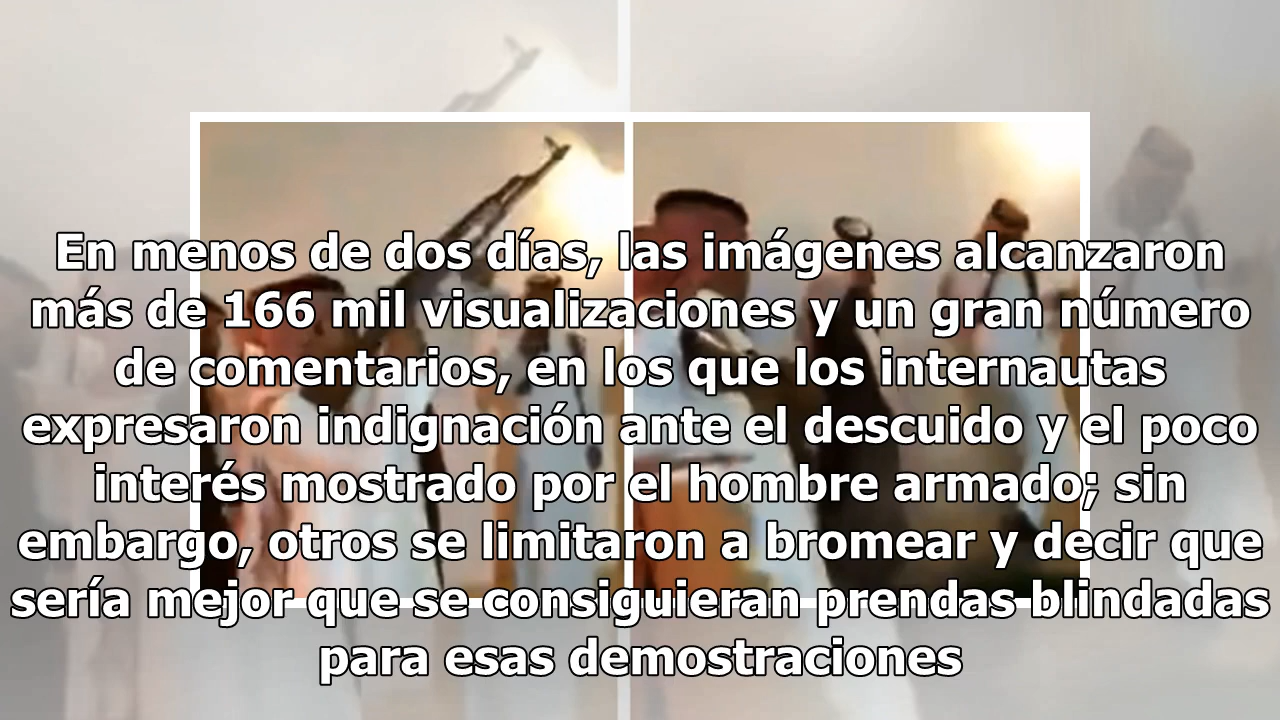 En menos de dos días, las imágenes alcanzaron
más de 166 mil visualizaciones y un gran número
de comentarios, en los que los internautas
expresaron indignación ante el descuido y el poco
interés mostrado por el hombre armado; sin
embargo, otros se limitaron a bromear y decir que
sería mejor que se consiguieran prendas blindadas
para esas demostraciones